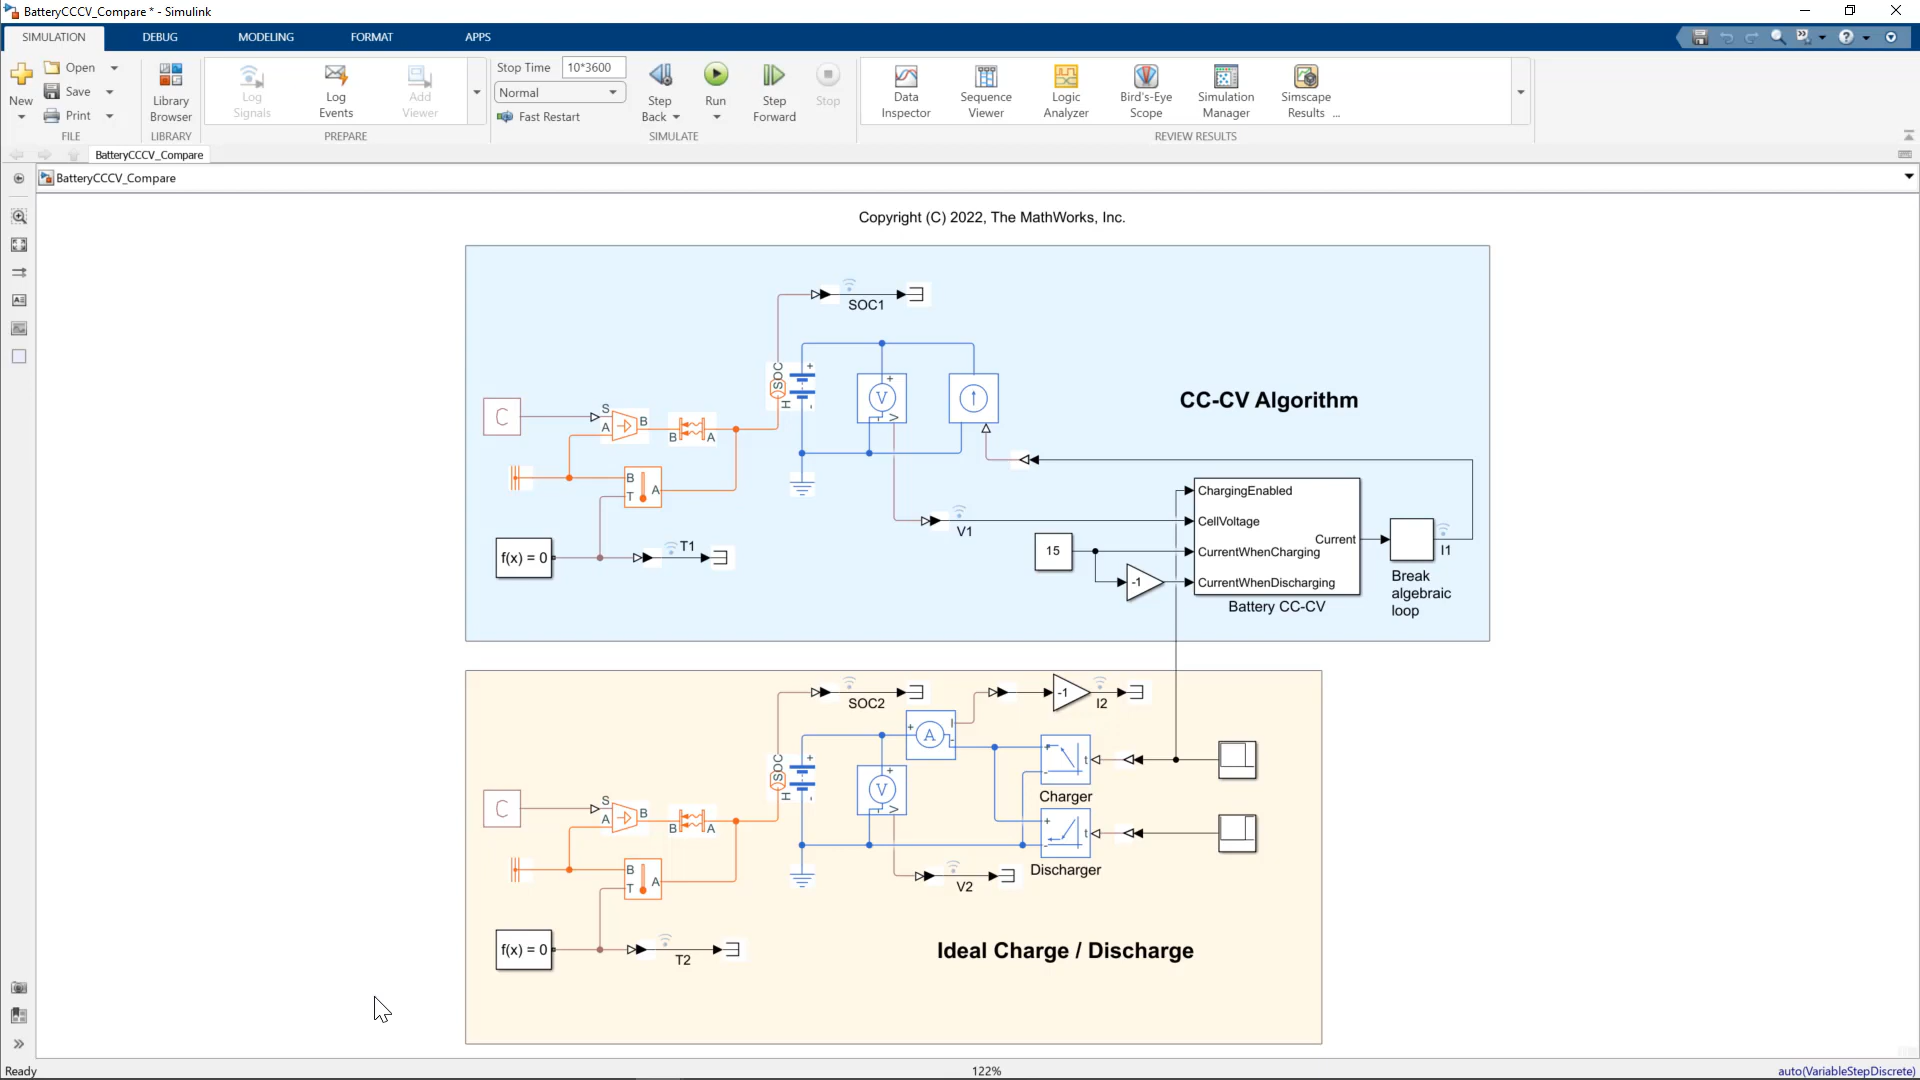 BatteryCCCV_Compare * - Simulink
SIMULATION
DEBUG
MODELING
FORMAT
APPS
New
Open
Save
Print
FILE
Library
Browser
LIBRARY
Log
Signals
Log
Events
Add
Viewer
PREPARE
Stop Time
10*3600
Normal
Fast Restart
Step
Back
Run
Step
Forward
Stop
SIMULATE
Data
Inspector
Sequence
Viewer
Logic
Analyzer
Bird's-Eye
Scope
Simulation
Manager
Simscape
Results ...
REVIEW RESULTS
BatteryCCCV_Compare
BatteryCCCV_Compare
Copyright (C) 2022, The MathWorks, Inc.
SOC1
SOC
H
+
-
V
+
V
C
S
A
B
B
A
B
T
A
f(x) = 0
T1
V1
15
-1
CC-CV Algorithm
ChargingEnabled
CellVoltage
CurrentWhenCharging
CurrentWhenDischarging
Current
Battery CC-CV
I1
Break
algebraic
loop
SOC2
-1
I2
SOC
H
+
-
+
A
I
-
V
+
V
+
-
t
Charger
+
-
t
Discharger
C
S
A
B
B
A
B
T
A
V2
f(x) = 0
T2
Ideal Charge / Discharge
Ready
122%
auto(VariableStepDiscrete)